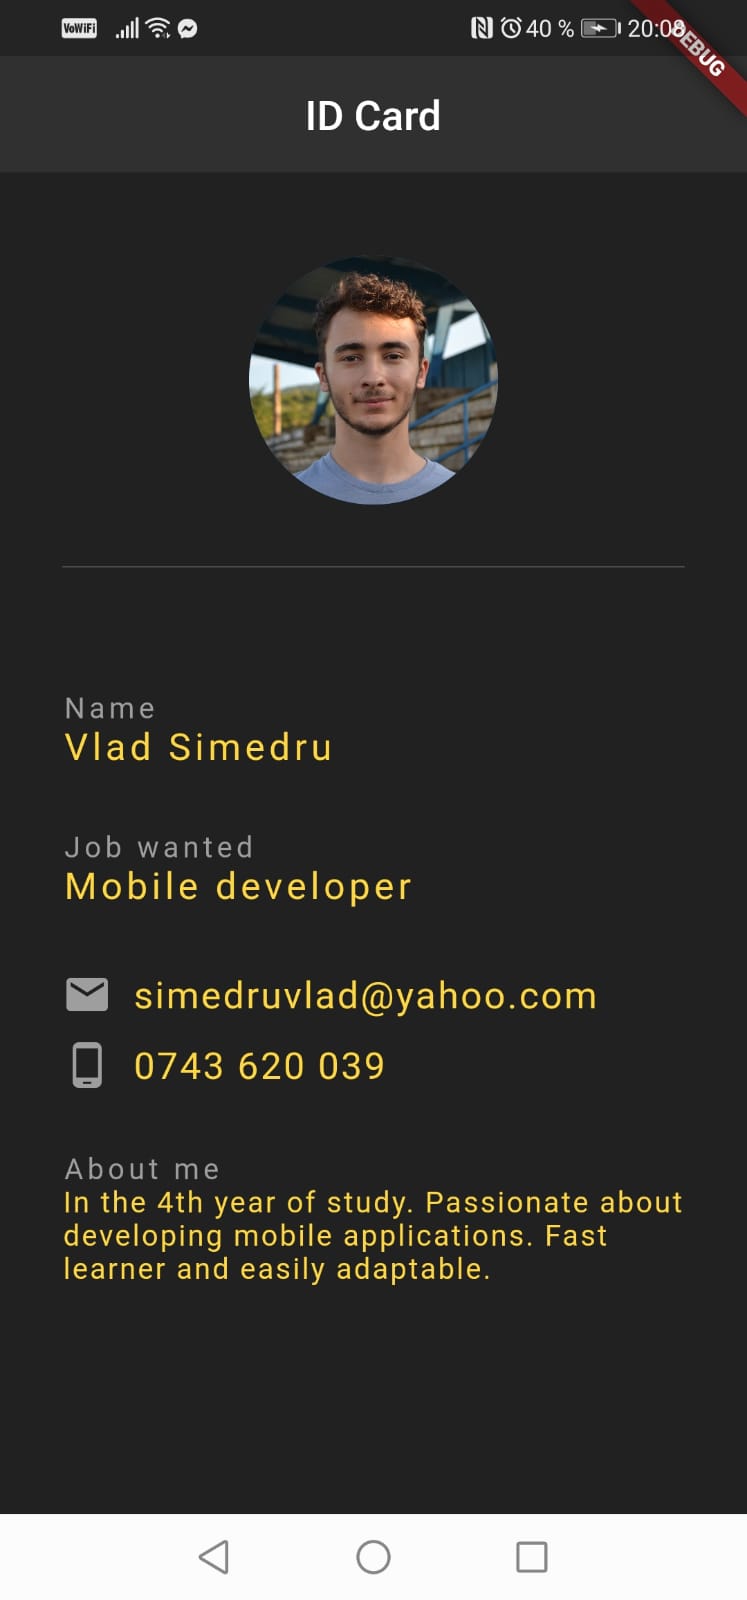 VoWiFi 40 % 20:08
DEBUG
ID Card
Name
Vlad Simedru
Job wanted
Mobile developer
simedruvlad@yahoo.com
0743 620 039
About me
In the 4th year of study. Passionate about
developing mobile applications. Fast
learner and easily adaptable.